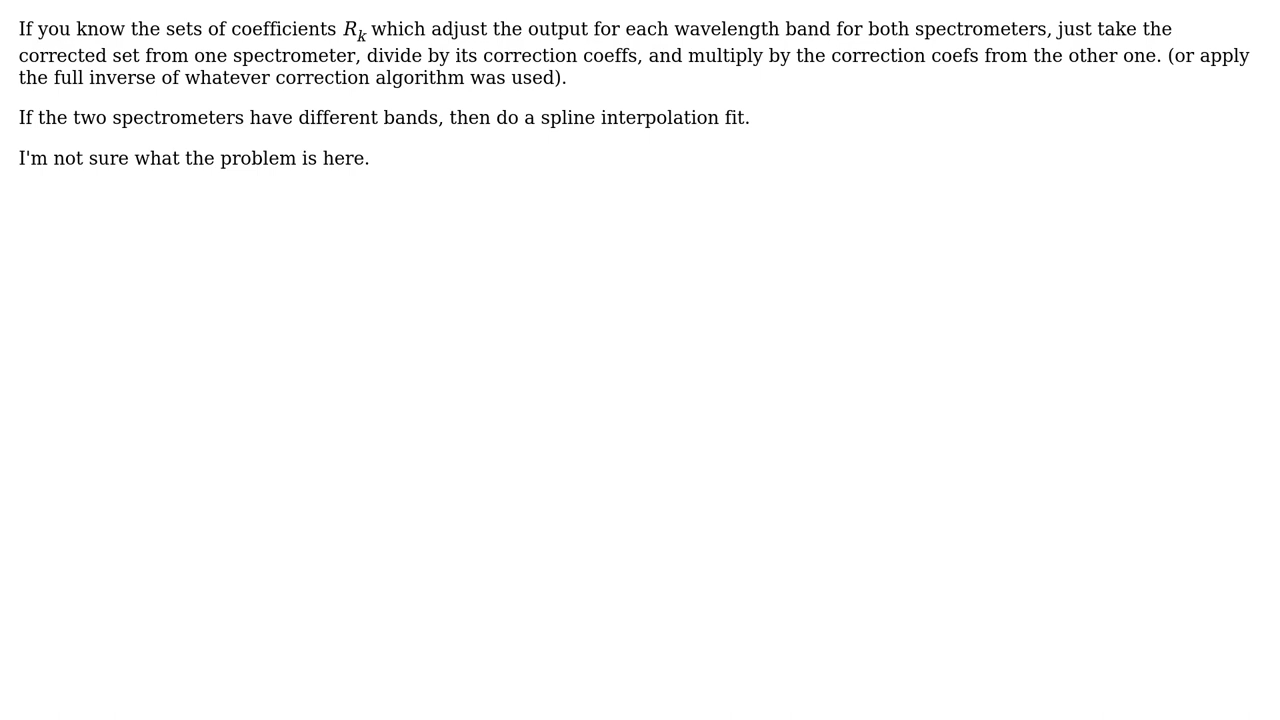 If you know the sets of coefficients R_k which adjust the output for each wavelength band for both spectrometers, just take the
corrected set from one spectrometer, divide by its correction coeffs, and multiply by the correction coefs from the other one. (or apply
the full inverse of whatever correction algorithm was used).
If the two spectrometers have different bands, then do a spline interpolation fit.
I'm not sure what the problem is here.